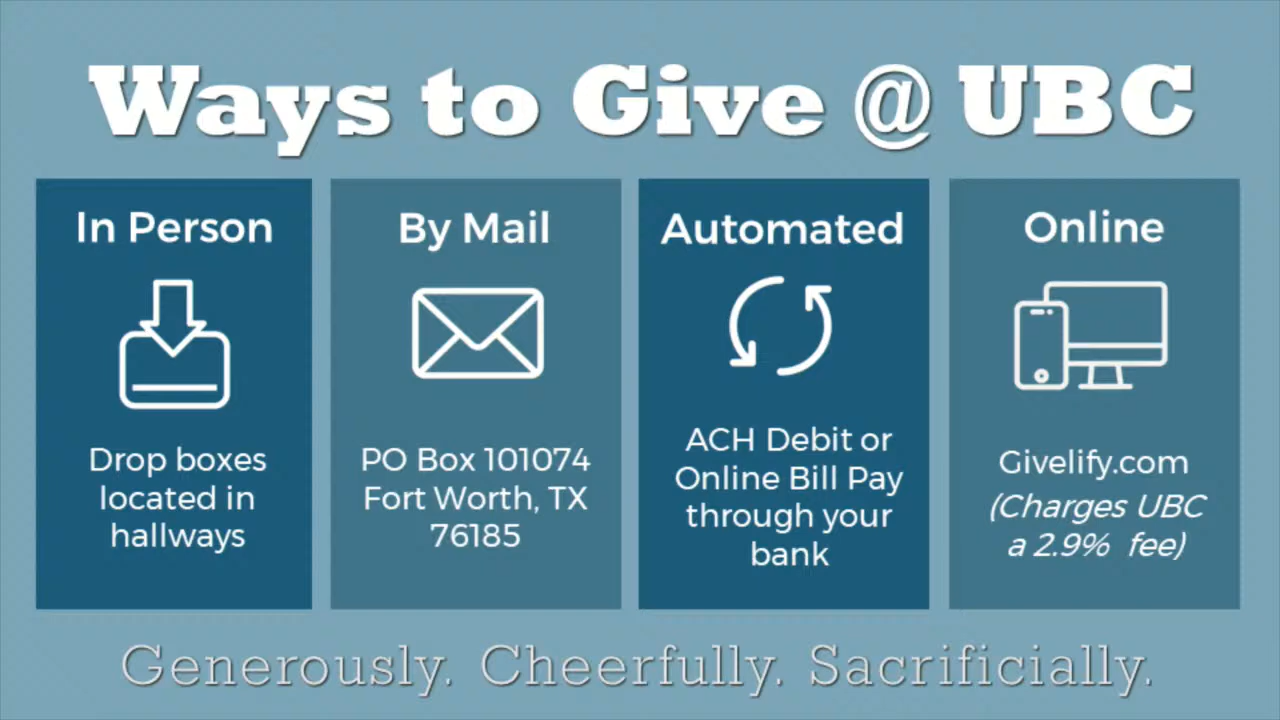 Ways to Give @ UBC
In Person
Drop boxes
located in
hallways
By Mail
PO Box 101074
Fort Worth, TX
76185
Automated
ACH Debit or
Online Bill Pay
through your
bank
Online
Givelify.com
(Charges UBC
a 2.9% fee)
Generously. Cheerfully. Sacrificially.